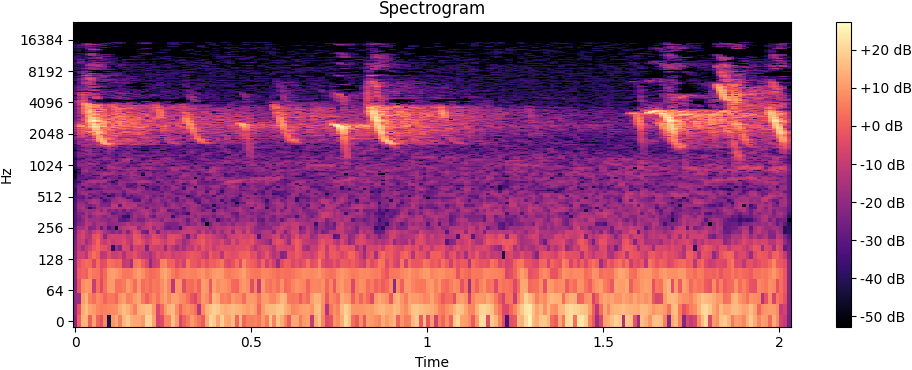 Spectrogram
Hz
16384
8192
4096
2048
1024
512
256
128
64
0
0
0.5
1
1.5
2
Time
+20 dB
+10 dB
+0 dB
-10 dB
-20 dB
-30 dB
-40 dB
-50 dB